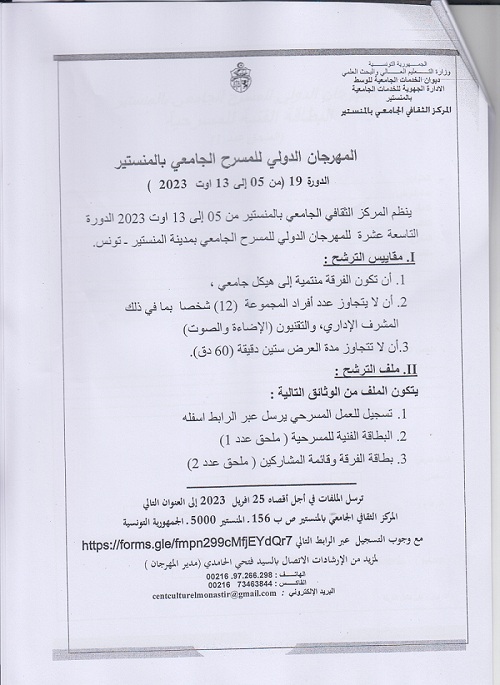 الجمهورية التونسية
وزارة التعليم العالي والبحث العلمي
ديوان الخدمات الجامعية للوسط
الادارة الجهوية للخدمات الجامعية
بالمنستير
المركز الثقافي الجامعي بالمنستير
المهرجان الدولي للمسرح الجامعي بالمنستير
الدورة 19 (من 05 إلى 13 اوت 2023 )
ينظم المركز الثقافي الجامعي بالمنستير من 05 إلى 13 اوت 2023 الدورة
التاسعة عشرة للمهرجان الدولي للمسرح الجامعي بمدينة المنستير - تونس.
I. مقاييس الترشح :
1. أن تكون الفرقة منتمية إلى هيكل جامعي ،
2. أن لا يتجاوز عدد أفراد المجموعة (12) شخصا بما في ذلك
المشرف الإداري، والتقنيون (الإضاءة والصوت)
3.أن لا تتجاوز مدة العرض ستين دقيقة (60 دق).
II. ملف الترشح :
يتكون الملف من الوثائق التالية :
1. تسجيل للعمل المسرحي يرسل عبر الرابط اسفله
2. البطاقة الفنية للمسرحية ( ملحق عدد 1)
3. بطاقة الفرقة وقائمة المشاركين ( ملحق عدد 2)
ترسل الملفات في أجل أقصاه 25 افريل 2023 إلى العنوان التالي
المركز الثقافي الجامعي بالمنستير ص ب 156 ـ المنستير 5000 ـ الجمهورية التونسية
مع وجوب التسجيل عبر الرابط التالي https://forms.gle/fmpn299cMfjEYdQr7
لمزيد من الإرشادات الاتصال بالسيد فتحي الحامدي (مدير المهرجان )
الهاتف : 97.266.298. 00216
الفاكس : 73463844 00216
البريد الإلكتروني : centculturelmonastir@gmail.com